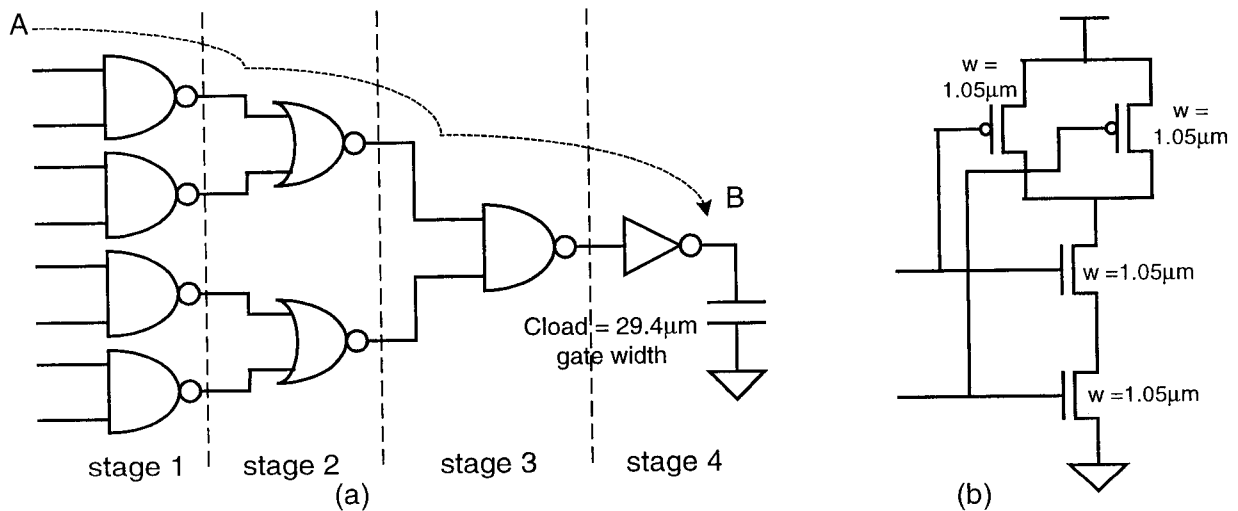 A
B
Cload = 29.4μm
gate width
stage 1
stage 2
stage 3
stage 4
(a)
w =
1.05μm
w =
1.05μm
w =1.05μm
w =1.05μm
(b)